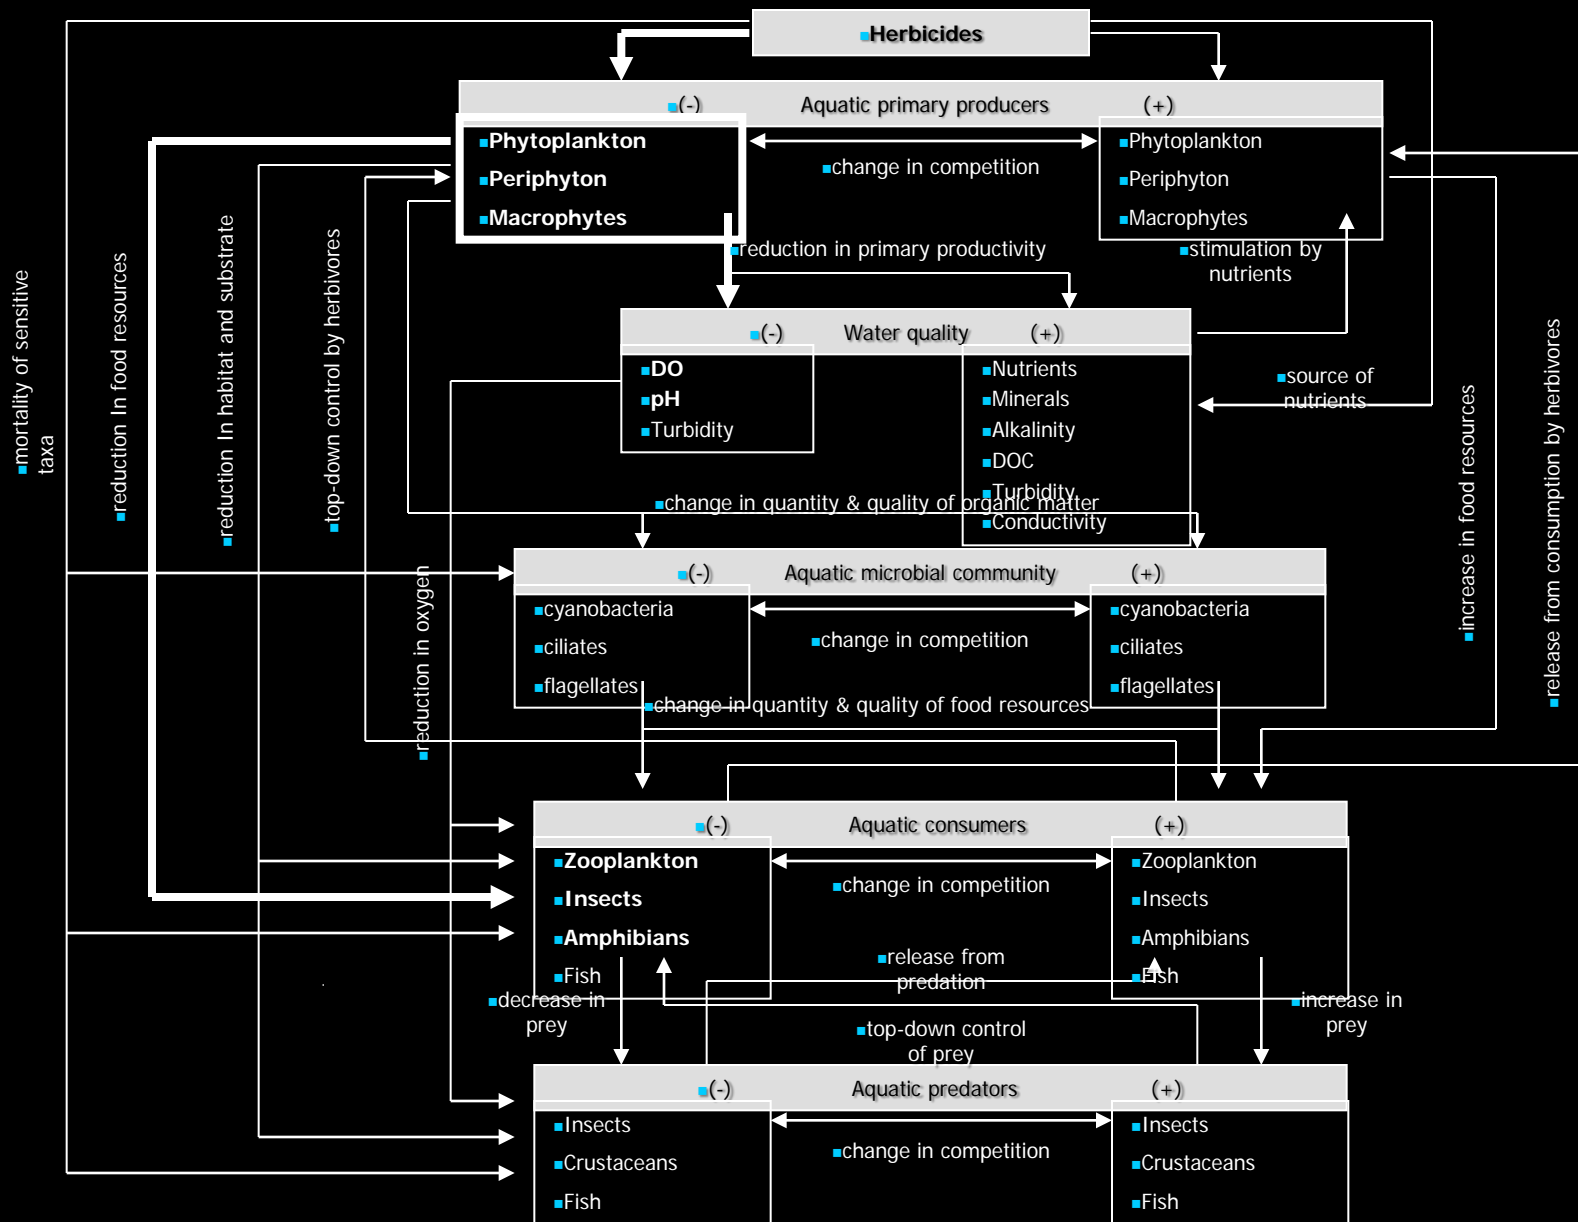 Herbicides
(-) Aquatic primary producers (+)
Phytoplankton
Periphyton
Macrophytes
change in competition
Phytoplankton
Periphyton
Macrophytes
reduction in primary productivity
stimulation by
nutrients
mortality of sensitive
taxa
reduction In food resources
reduction In habitat and substrate
top-down control by herbivores
(-) Water quality (+)
DO
pH
Turbidity
Nutrients
Minerals
Alkalinity
DOC
Turbidity
Conductivity
source of
nutrients
increase in food resources
release from consumption by herbivores
change in quantity & quality of organic matter
reduction in oxygen
(-) Aquatic microbial community (+)
cyanobacteria
ciliates
flagellates
change in competition
cyanobacteria
ciliates
flagellates
change in quantity & quality of food resources
(-) Aquatic consumers (+)
Zooplankton
Insects
Amphibians
Fish
change in competition
Zooplankton
Insects
Amphibians
Fish
release from
predation
decrease in
prey
top-down control
of prey
increase in
prey
(-) Aquatic predators (+)
Insects
Crustaceans
Fish
change in competition
Insects
Crustaceans
Fish